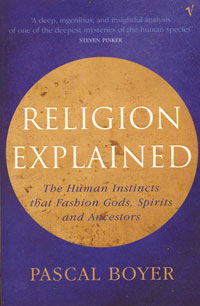 V
"A deep, ingenious, and insightful analysis
of one of the deepest mysteries of the human species"
STEVEN PINKER
RELIGION
EXPLAINED
The Human Instincts
that Fashion Gods, Spirits
and Ancestors
PASCAL BOYER